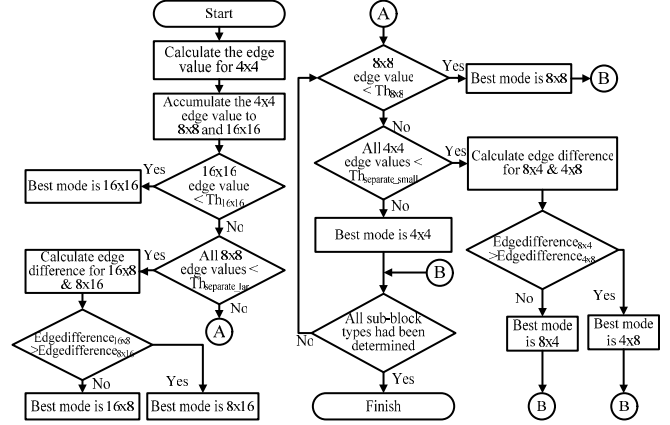 Start
Calculate the edge
value for 4x4
Accumulate the 4x4
edge value to
8x8 and 16x16
16x16
edge value
<Th16x16
Yes
Best mode is 16x16
No
All 8x8
edge values <
Thseparate_lar
Yes
Calculate edge
difference for 16x8
& 8x16
No
A
Edgedifference16x8
>Edgedifference8x16
No
Yes
Best mode is 16x8
Best mode is 8x16
A
8x8
edge value
< Th8x8
Yes
Best mode is 8x8
B
No
All 4x4
edge values <
Thseparate_small
Yes
Calculate edge difference
for 8x4 & 4x8
No
Best mode is 4x4
B
All sub-block
types had been
determined
No
Yes
Finish
Edgedifference8x4
>Edgedifference4x8
No
Yes
Best mode
is 8x4
Best mode
is 4x8
B
B